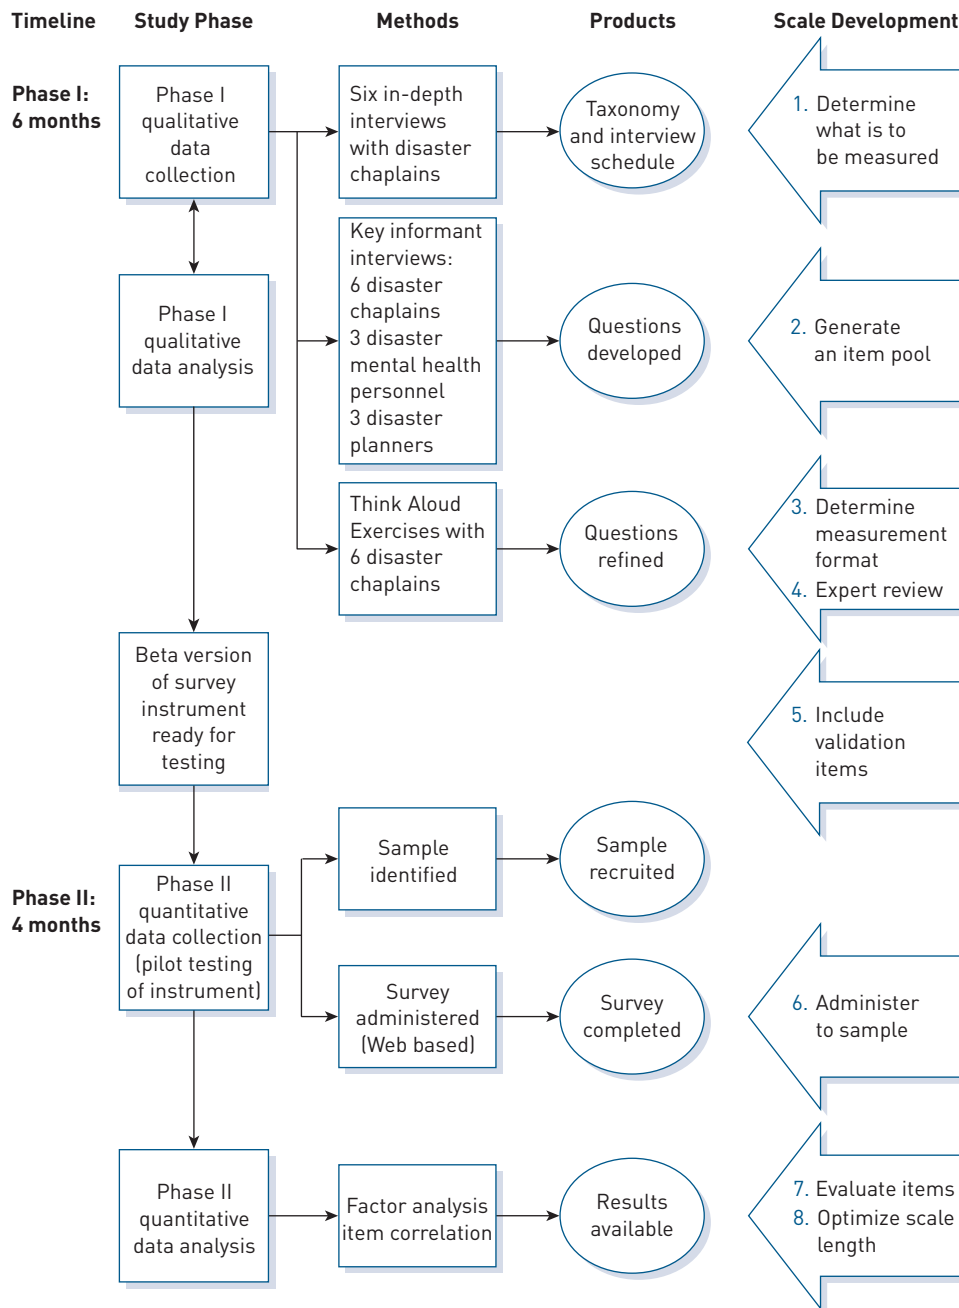 Timeline
Study Phase
Methods
Products
Scale Development
Phase I:
6 months
Phase I
qualitative
data
collection
Six in-depth
interviews
with disaster
chaplains
Taxonomy
and interview
schedule
1. Determine
what is to
be measured
Phase I
qualitative
data analysis
Key informant
interviews:
6 disaster
chaplains
3 disaster
mental health
personnel
3 disaster
planners
Questions
developed
2. Generate
an item pool
Think Aloud
Exercises with
6 disaster
chaplains
Questions
refined
3. Determine
measurement
format
4. Expert review
Beta version
of survey
instrument
ready for
testing
5. Include
validation
items
Phase II:
4 months
Phase II
quantitative
data collection
(pilot testing
of instrument)
Sample
identified
Sample
recruited
Survey
administered
(Web based)
Survey
completed
6. Administer
to sample
Phase II
quantitative
data analysis
Factor analysis
item correlation
Results
available
7. Evaluate items
8. Optimize scale
length